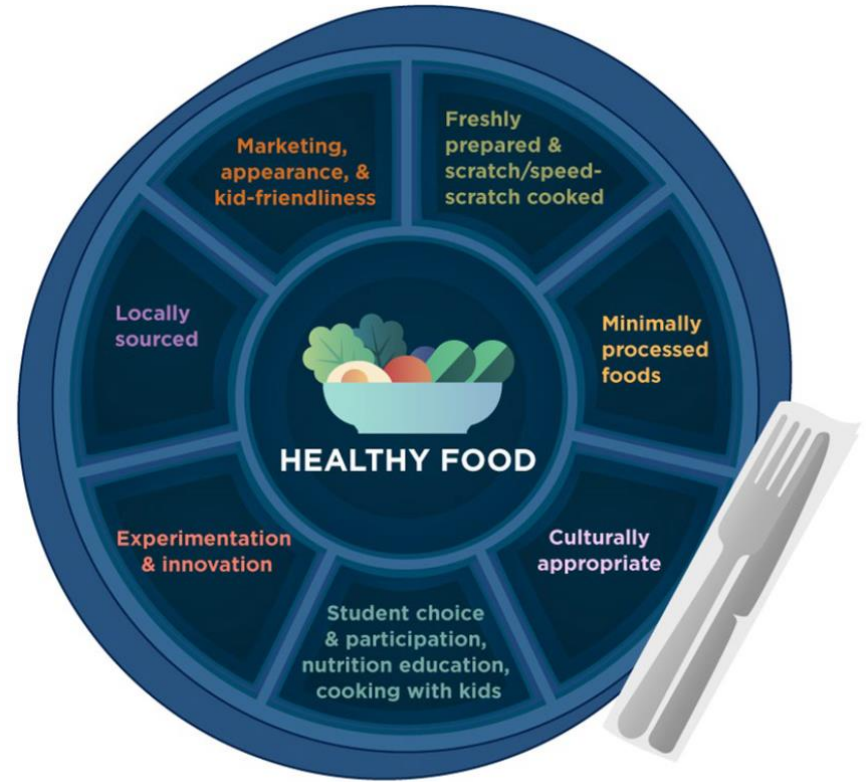 Marketing,
appearance, &
kid-friendliness
Freshly
prepared &
scratch/speed-
scratch cooked
Locally
sourced
Minimally
processed
foods
HEALTHY FOOD
Experimentation
& innovation
Culturally
appropriate
Student choice
& participation,
nutrition education,
cooking with kids